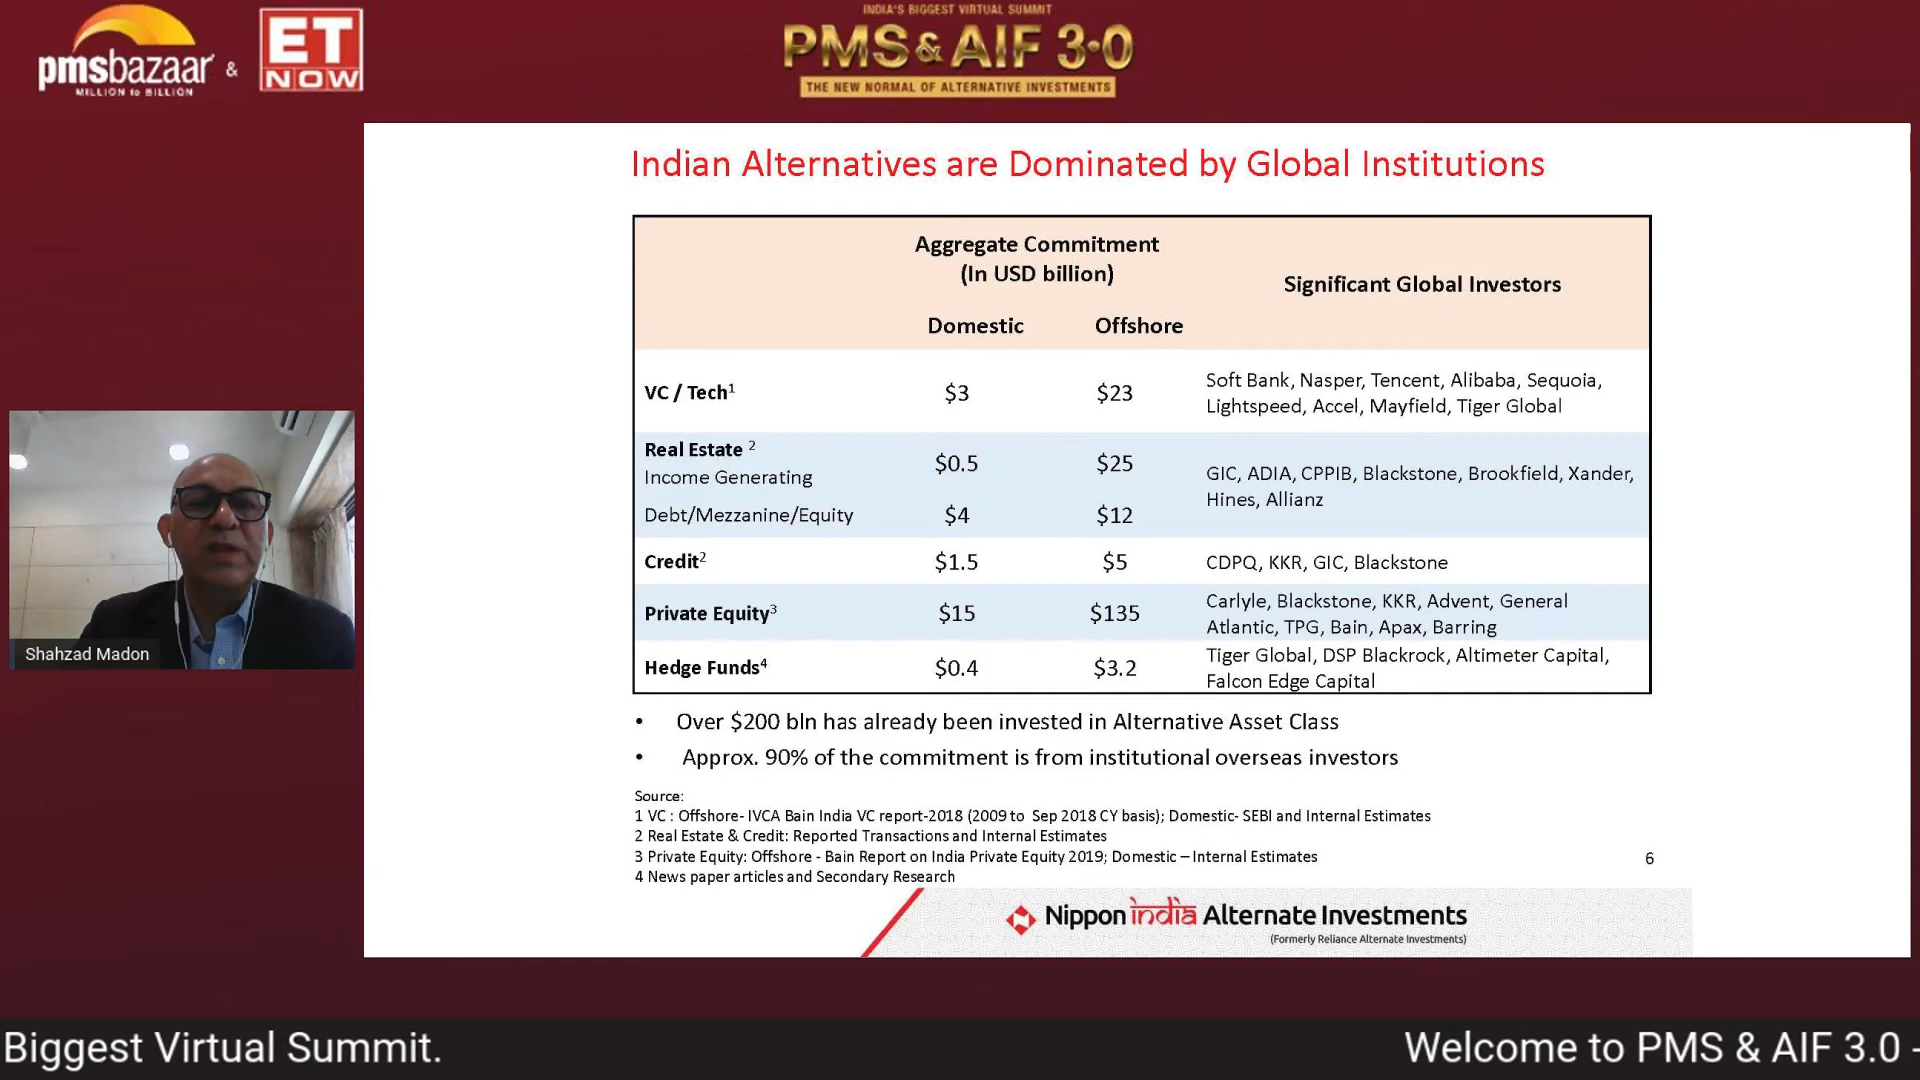 pmsbazaar
MILLION to BILLION
&
ET
NOW
INDIA'S BIGGEST VIRTUAL SUMMIT
PMS & AIF 3.0
THE NEW NORMAL OF ALTERNATIVE INVESTMENTS
Indian Alternatives are Dominated by Global Institutions
Aggregate Commitment
(In USD billion)
Significant Global Investors
Domestic Offshore
VC / Tech1 $3 $23
Soft Bank, Nasper, Tencent, Alibaba, Sequoia,
Lightspeed, Accel, Mayfield, Tiger Global
Real Estate 2
Income Generating $0.5 $25
Debt/Mezzanine/Equity $4 $12
GIC, ADIA, CPPIB, Blackstone, Brookfield, Xander,
Hines, Allianz
Credit2 $1.5 $5 CDPQ, KKR, GIC, Blackstone
Private Equity3 $15 $135
Carlyle, Blackstone, KKR, Advent, General
Atlantic, TPG, Bain, Apax, Barring
Hedge Funds4 $0.4 $3.2
Tiger Global, DSP Blackrock, Altimeter Capital,
Falcon Edge Capital
• Over $200 bln has already been invested in Alternative Asset Class
• Approx. 90% of the commitment is from institutional overseas investors
Source:
1 VC : Offshore- IVCA Bain India VC report-2018 (2009 to Sep 2018 CY basis); Domestic- SEBI and Internal Estimates
2 Real Estate & Credit: Reported Transactions and Internal Estimates
3 Private Equity: Offshore - Bain Report on India Private Equity 2019; Domestic – Internal Estimates
4 News paper articles and Secondary Research
6
Nippon india Alternate Investments
(Formerly Reliance Alternate Investments)
Shahzad Madon
Biggest Virtual Summit. Welcome to PMS & AIF 3.0 -